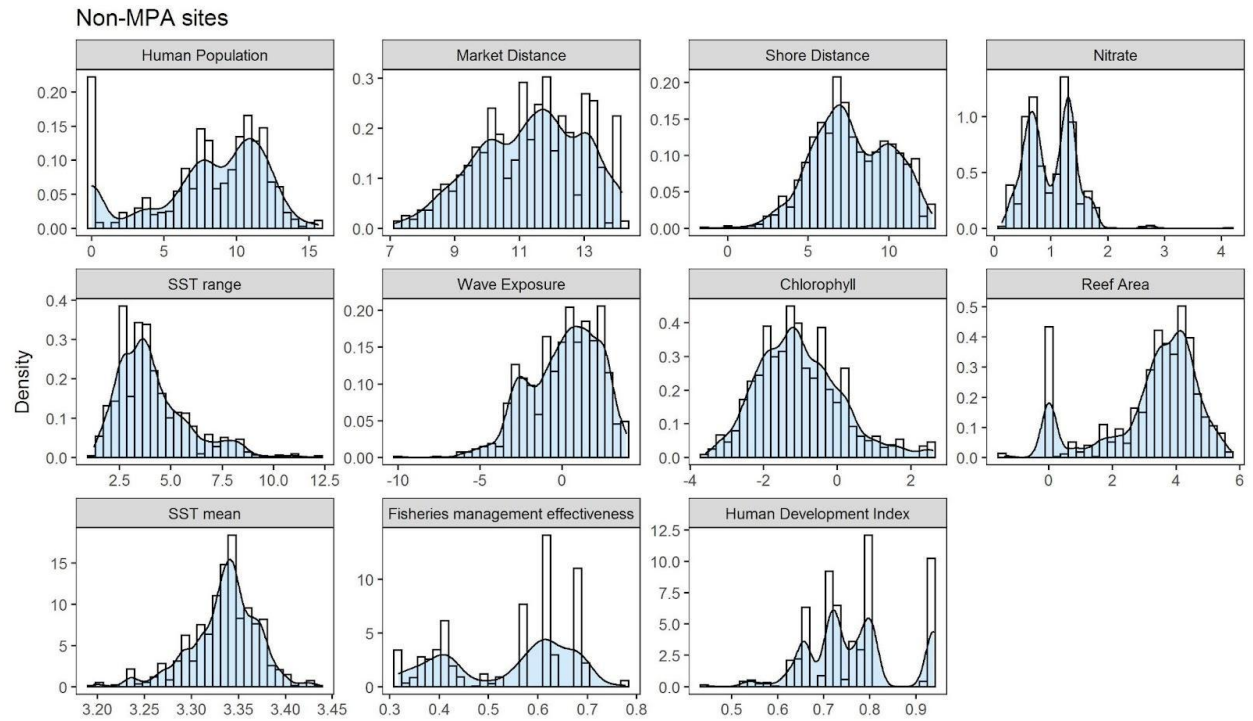 Non-MPA sites
Human Population
Market Distance
Shore Distance
Nitrate
0.20
0.15
0.10
0.05
0.00
0 5 10 15
0.3
0.2
0.1
0.0
7 9 11 13
0.20
0.15
0.10
0.05
0.00
0 5 10
1.0
0.5
0.0
0 1 2 3 4
Density
SST range
Wave Exposure
Chlorophyll
Reef Area
0.4
0.3
0.2
0.1
0.0
2.5 5.0 7.5 10.0 12.5
0.20
0.15
0.10
0.05
0.00
-10 -5 0
0.4
0.3
0.2
0.1
0.0
-4 -2 0 2
0.5
0.4
0.3
0.2
0.1
0.0
0 2 4 6
SST mean
Fisheries management effectiveness
Human Development Index
15
10
5
0
3.20 3.25 3.30 3.35 3.40 3.45
10
5
0
0.3 0.4 0.5 0.6 0.7 0.8
12.5
10.0
7.5
5.0
2.5
0.0
0.5 0.6 0.7 0.8 0.9